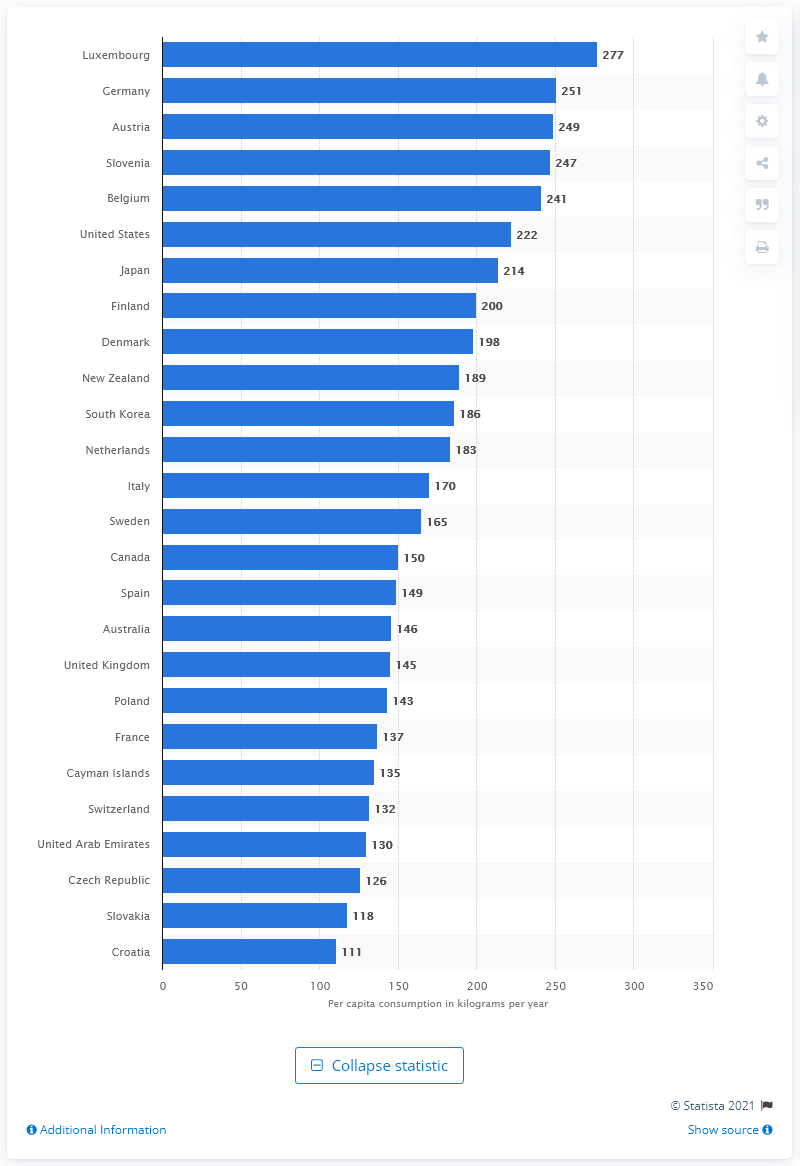 Luxembourg 277
Germany 251
Austria 249
Slovenia 247
Belgium 241
United States 222
Japan 214
Finland 200
Denmark 198
New Zealand 189
South Korea 186
Netherlands 183
Italy 170
Sweden 165
Canada 150
Spain 149
Australia 146
United Kingdom 145
Poland 143
France 137
Cayman Islands 135
Switzerland 132
United Arab Emirates 130
Czech Republic 126
Slovakia 118
Croatia 111
0 50 100 150 200 250 300 350
Per capita consumption in kilograms per year
Collapse statistic
© Statista 2021
Additional Information Show source